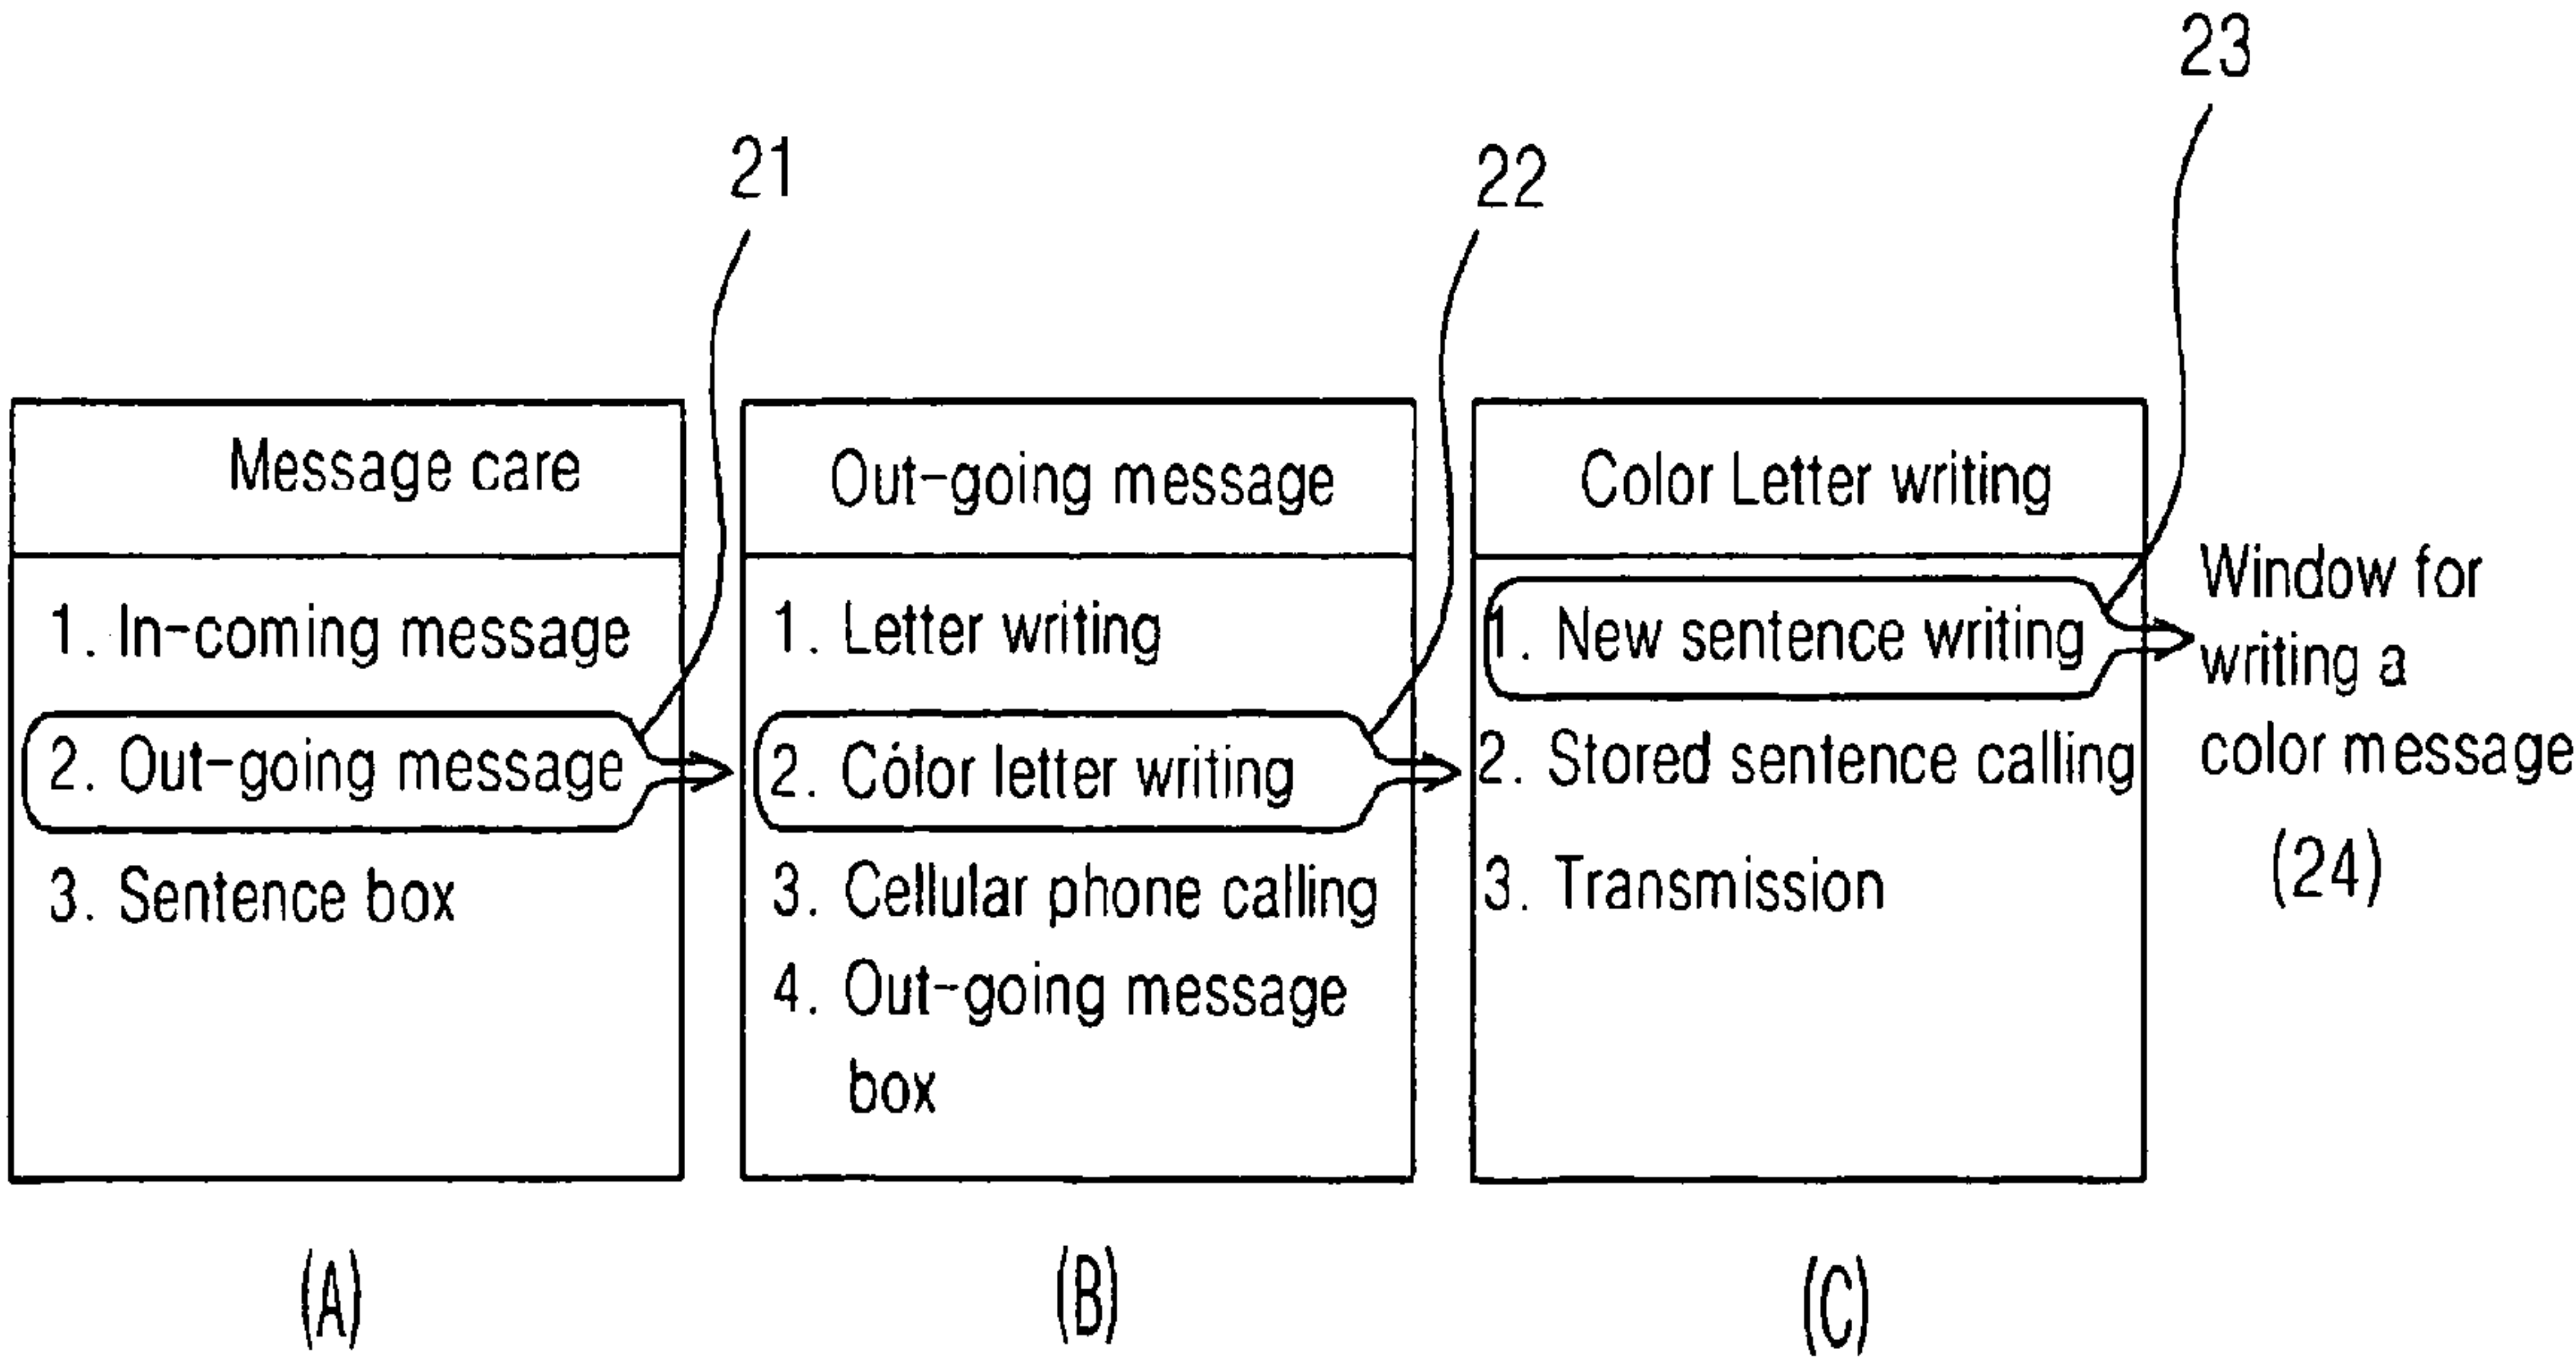 23
21
22
Message care
1. In-coming message
2. Out-going message
3. Sentence box
(A)
Out-going message
1. Letter writing
2. Color letter writing
3. Cellular phone calling
4. Out-going message
box
(B)
Color Letter writing
1. New sentence writing
2. Stored sentence calling
3. Transmission
(C)
Window for
writing a
color message
(24)